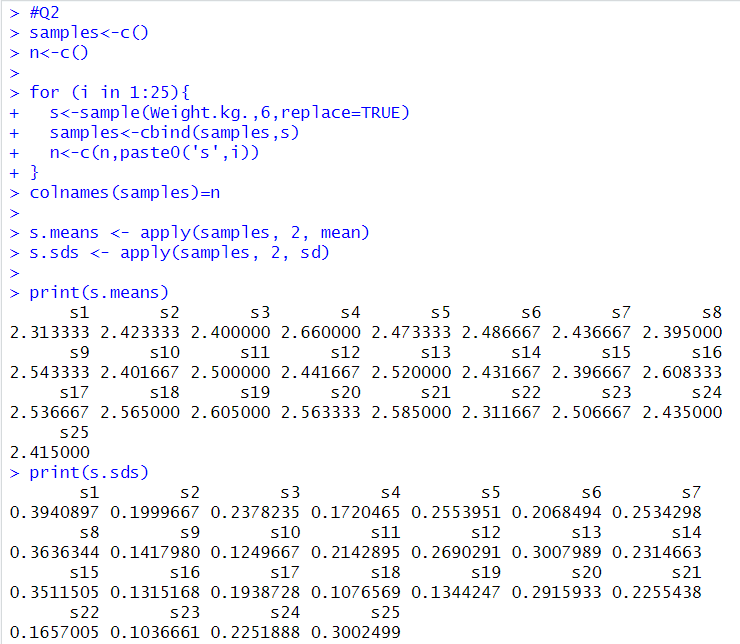 > #Q2
> samples<-c()
> n<-c()
>
> for (i in 1:25){
+   s<-sample(Weight.kg.,6,replace=TRUE)
+   samples<-cbind(samples,s)
+   n<-c(n,paste0('s',i))
+ }
> colnames(samples)=n
>
> s.means <- apply(samples, 2, mean)
> s.sds <- apply(samples, 2, sd)
>
> print(s.means)
      s1       s2       s3       s4       s5       s6       s7       s8
2.313333 2.423333 2.400000 2.660000 2.473333 2.486667 2.436667 2.395000
      s9      s10      s11      s12      s13      s14      s15      s16
2.543333 2.401667 2.500000 2.441667 2.520000 2.431667 2.396667 2.608333
     s17      s18      s19      s20      s21      s22      s23      s24
2.536667 2.565000 2.605000 2.563333 2.585000 2.311667 2.506667 2.435000
     s25
2.415000
> print(s.sds)
       s1        s2        s3        s4        s5        s6        s7
0.3940897 0.1999667 0.2378235 0.1720465 0.2553951 0.2068494 0.2534298
       s8        s9       s10       s11       s12       s13       s14
0.3636344 0.1417980 0.1249667 0.2142895 0.2690291 0.3007989 0.2314663
      s15       s16       s17       s18       s19       s20       s21
0.3511505 0.1315168 0.1938728 0.1076569 0.1344247 0.2915933 0.2255438
      s22       s23       s24       s25
0.1657005 0.1036661 0.2251888 0.3002499